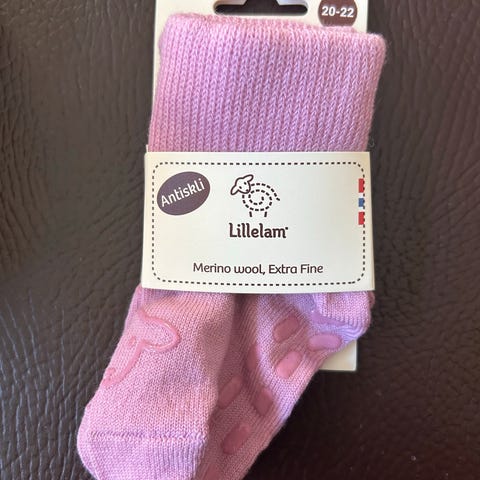 20-22
Antiskli
Lillelam
Merino wool, Extra Fine